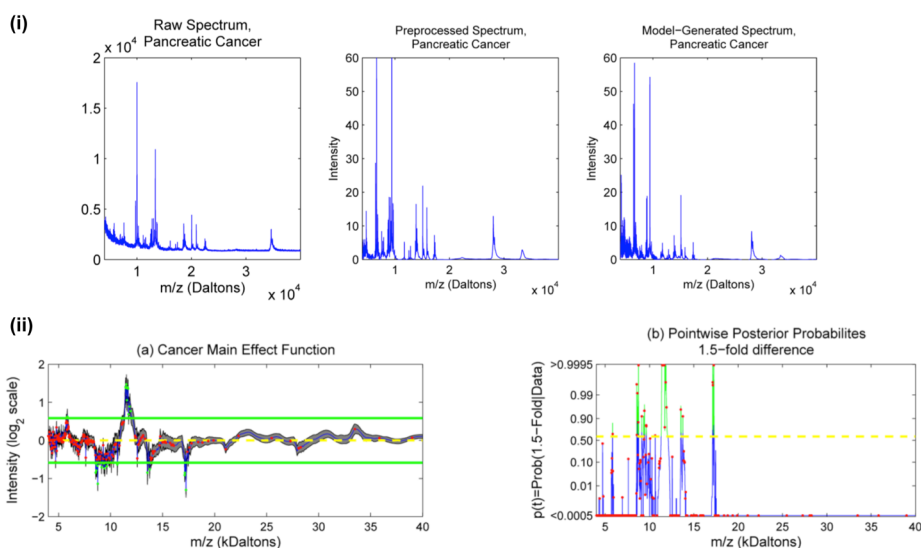 (i)
Raw Spectrum,
Pancreatic Cancer
2 x 10^4
1.5
1
0.5
0
1 2 3 4
m/z (Daltons)
x 10^4
Preprocessed Spectrum,
Pancreatic Cancer
Intensity
60
50
40
30
20
10
0
1 2 3
m/z (Daltons)
x 10^4
Model-Generated Spectrum,
Pancreatic Cancer
Intensity
60
50
40
30
20
10
0
1 2 3
m/z (Daltons)
x 10^4
(ii)
(a) Cancer Main Effect Function
Intensity (log2 scale)
2
1
0
−1
−2
5 10 15 20 25 30 35 40
m/z (kDaltons)
(b) Pointwise Posterior Probabilites
1.5−fold difference
p(t)=Prob(1.5−Fold|Data)
>0.9995
0.99
0.90
0.50
0.10
0.01
<0.0005
5 10 15 20 25 30 35 40
m/z (kDaltons)